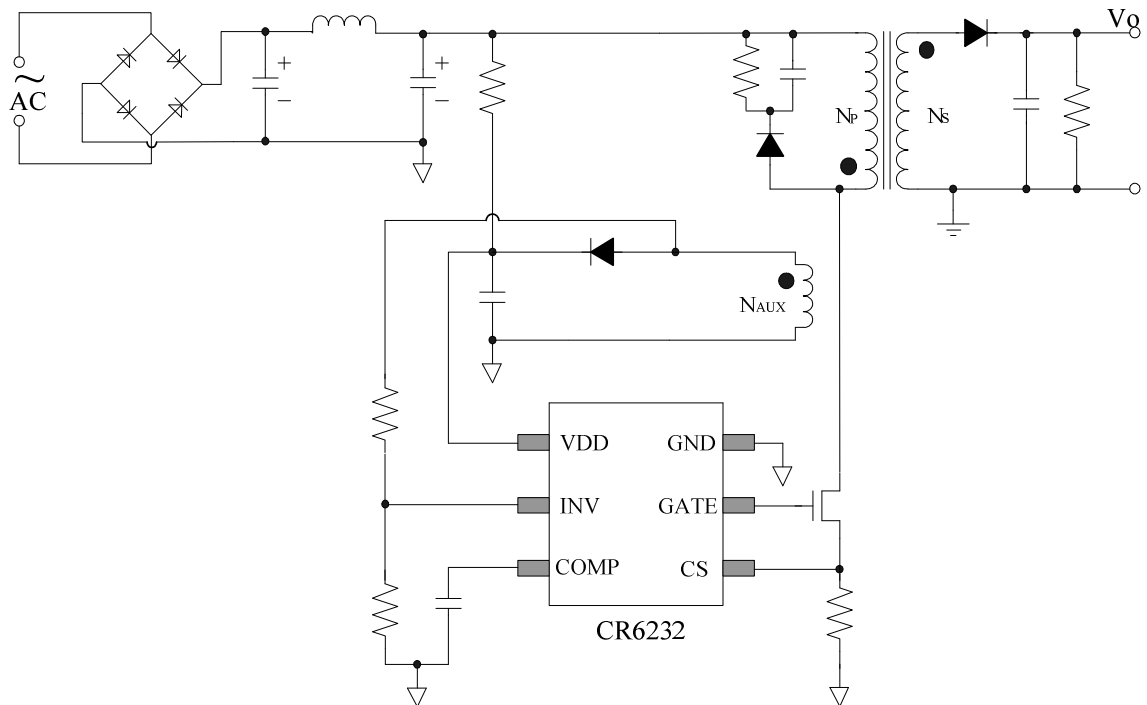 Vo
+
+
~
AC
−
−
NP
NS
NAUX
VDD
GND
INV
GATE
COMP
CS
CR6232